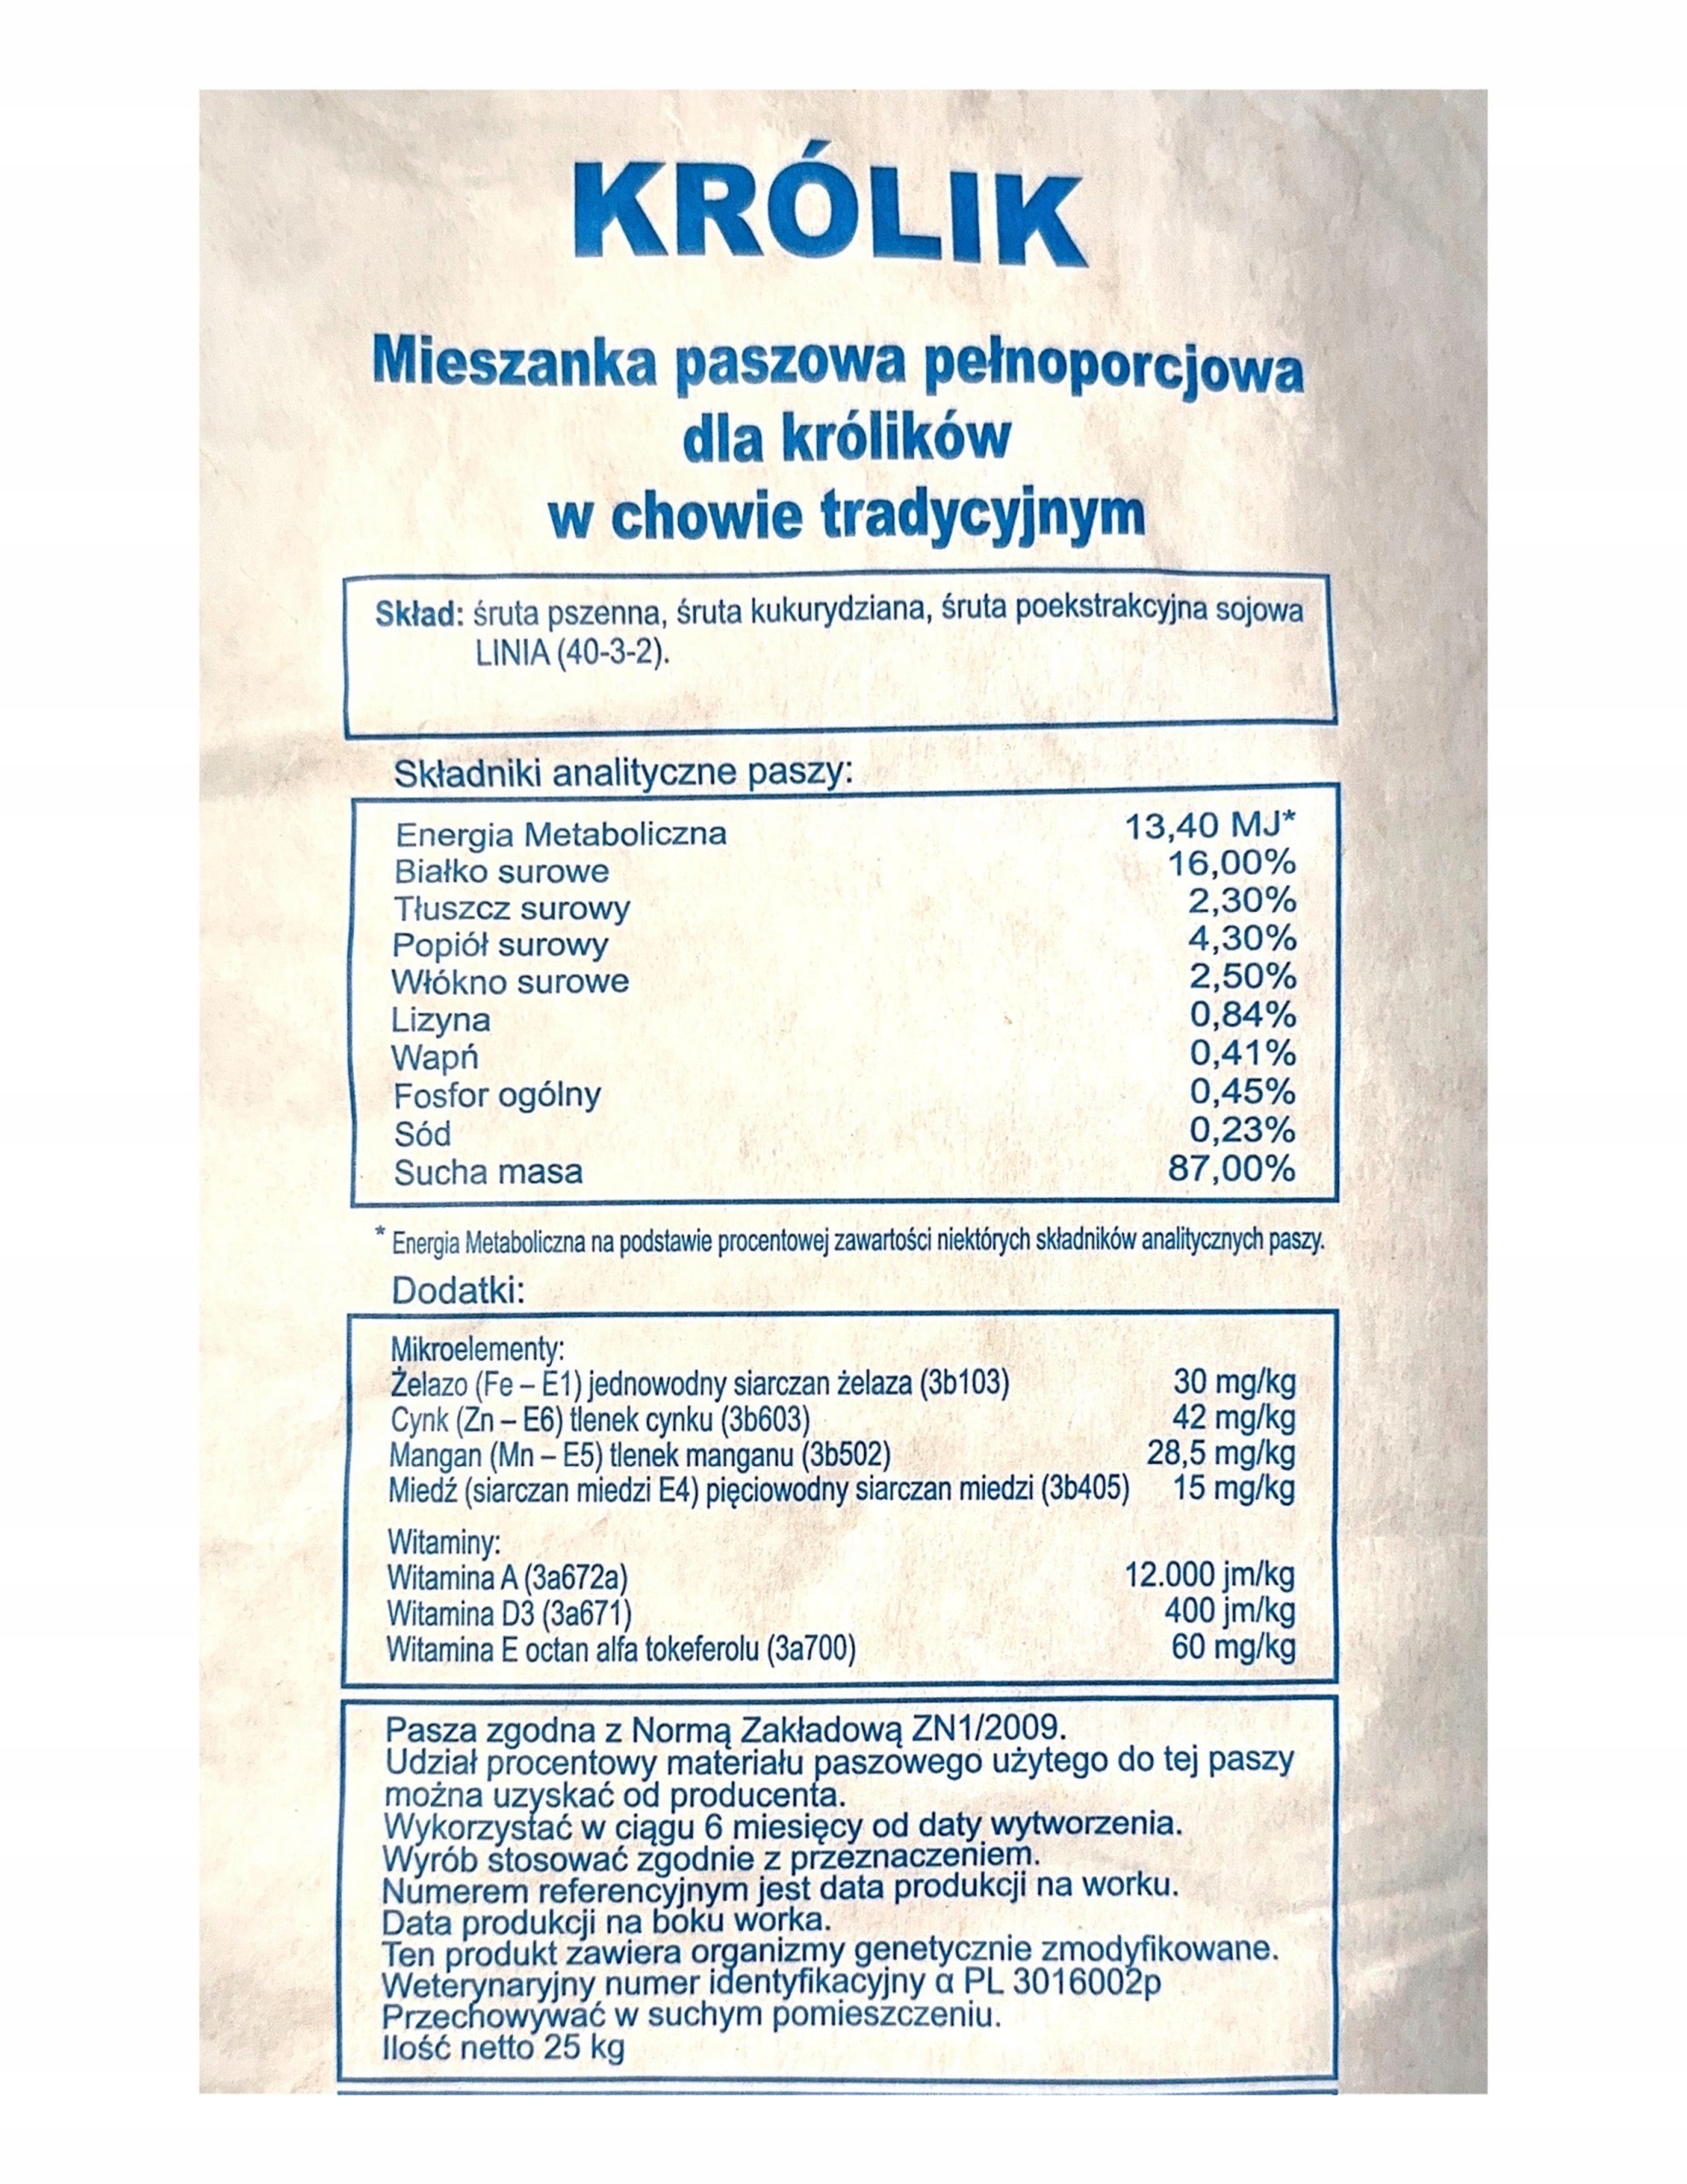 KRÓLIK
Mieszanka paszowa pełnoporcjowa
dla królików
w chowie tradycyjnym
Skład: śruta pszenna, śruta kukurydziana, śruta poekstrakcyjna sojowa
LINIA (40-3-2).
Składniki analityczne paszy:
Energia Metaboliczna 13,40 MJ*
Białko surowe 16,00%
Tłuszcz surowy 2,30%
Popiół surowy 4,30%
Włókno surowe 2,50%
Lizyna 0,84%
Wapń 0,41%
Fosfor ogólny 0,45%
Sód 0,23%
Sucha masa 87,00%
* Energia Metaboliczna na podstawie procentowej zawartości niektórych składników analitycznych paszy.
Dodatki:
Mikroelementy:
Żelazo (Fe – E1) jednowodny siarczan żelaza (3b103) 30 mg/kg
Cynk (Zn – E6) tlenek cynku (3b603) 42 mg/kg
Mangan (Mn – E5) tlenek manganu (3b502) 28,5 mg/kg
Miedź (siarczan miedzi E4) pięciowodny siarczan miedzi (3b405) 15 mg/kg
Witaminy:
Witamina A (3a672a) 12.000 jm/kg
Witamina D3 (3a671) 400 jm/kg
Witamina E octan alfa tokeferolu (3a700) 60 mg/kg
Pasza zgodna z Normą Zakładową ZN1/2009.
Udział procentowy materiału paszowego użytego do tej paszy
można uzyskać od producenta.
Wykorzystać w ciągu 6 miesięcy od daty wytworzenia.
Wyrób stosować zgodnie z przeznaczeniem.
Numerem referencyjnym jest data produkcji na worku.
Data produkcji na boku worka.
Ten produkt zawiera organizmy genetycznie zmodyfikowane.
Weterynaryjny numer identyfikacyjny α PL 3016002p
Przechowywać w suchym pomieszczeniu.
Ilość netto 25 kg